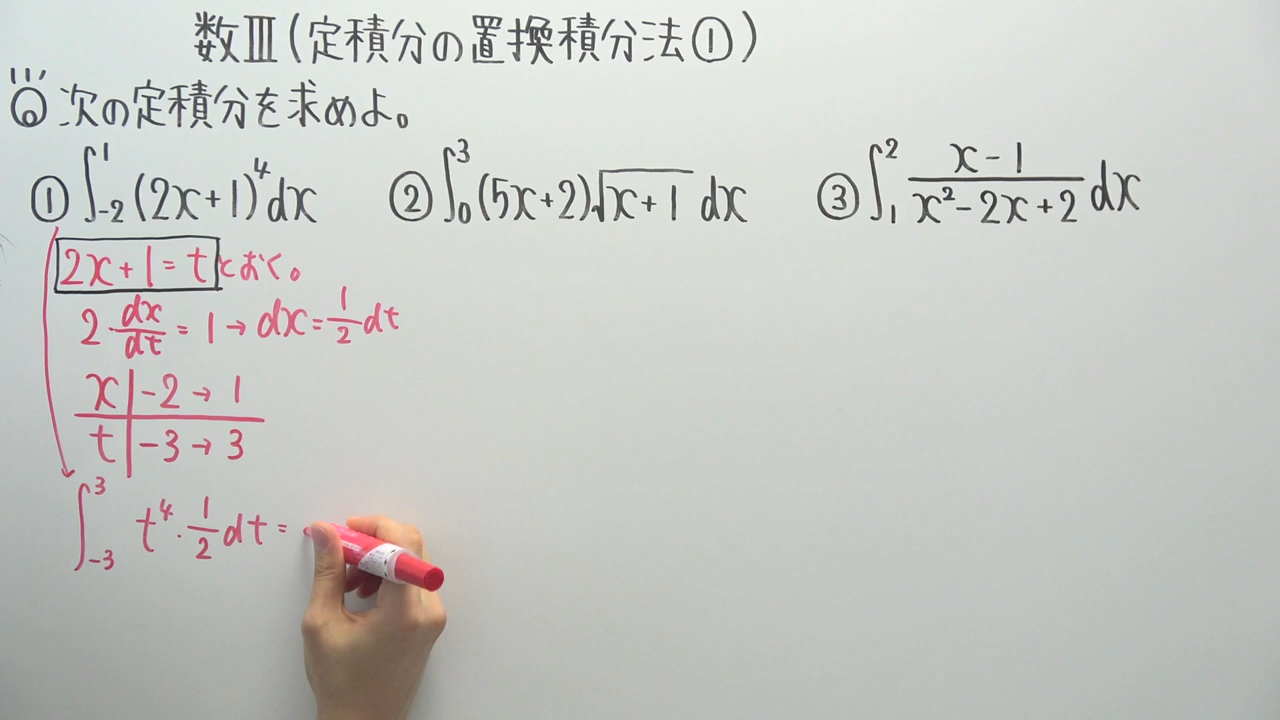 数Ⅲ(定積分の置換積分法①)
Q 次の定積分を求めよ。
① ∫_{-2}^{1} (2x+1)^4 dx
② ∫_{0}^{3} (5x+2)√(x+1) dx
③ ∫_{1}^{2} (x-1)/(x^2-2x+2) dx
2x+1=t とおく。
2・dx/dt = 1 → dx = 1/2 dt
x | -2 → 1
t | -3 → 3
∫_{-3}^{3} t^4・1/2 dt =